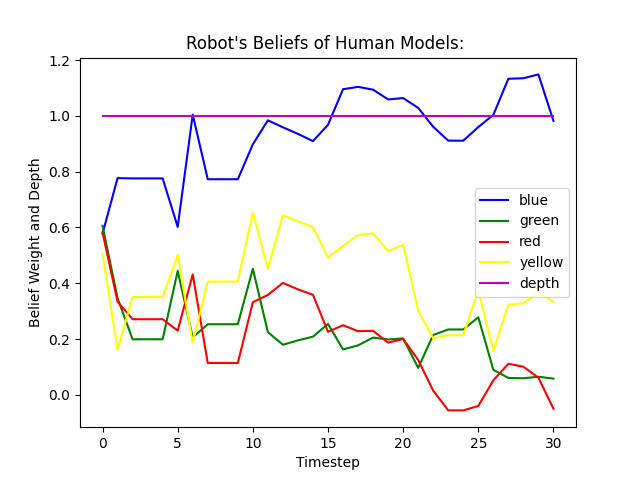 Robot's Beliefs of Human Models:
Belief Weight and Depth
1.2
1.0
0.8
0.6
0.4
0.2
0.0
blue
green
red
yellow
depth
0 5 10 15 20 25 30
Timestep